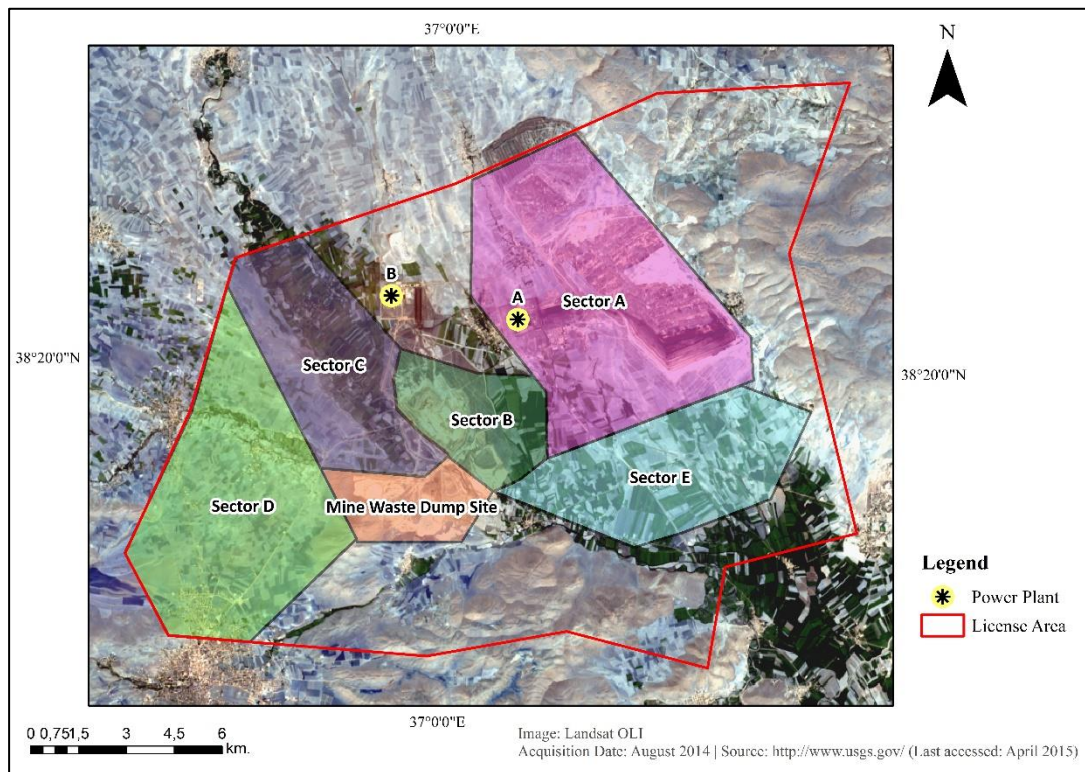 37°0'0"E
N
B
A
Sector A
38°20'0"N
38°20'0"N
Sector C
Sector B
Sector E
Sector D
Mine Waste Dump Site
Legend
Power Plant
License Area
37°0'0"E
0 0,751,5 3 4,5 6
km.
Image: Landsat OLI
Acquisition Date: August 2014 | Source: http://www.usgs.gov/ (Last accessed: April 2015)